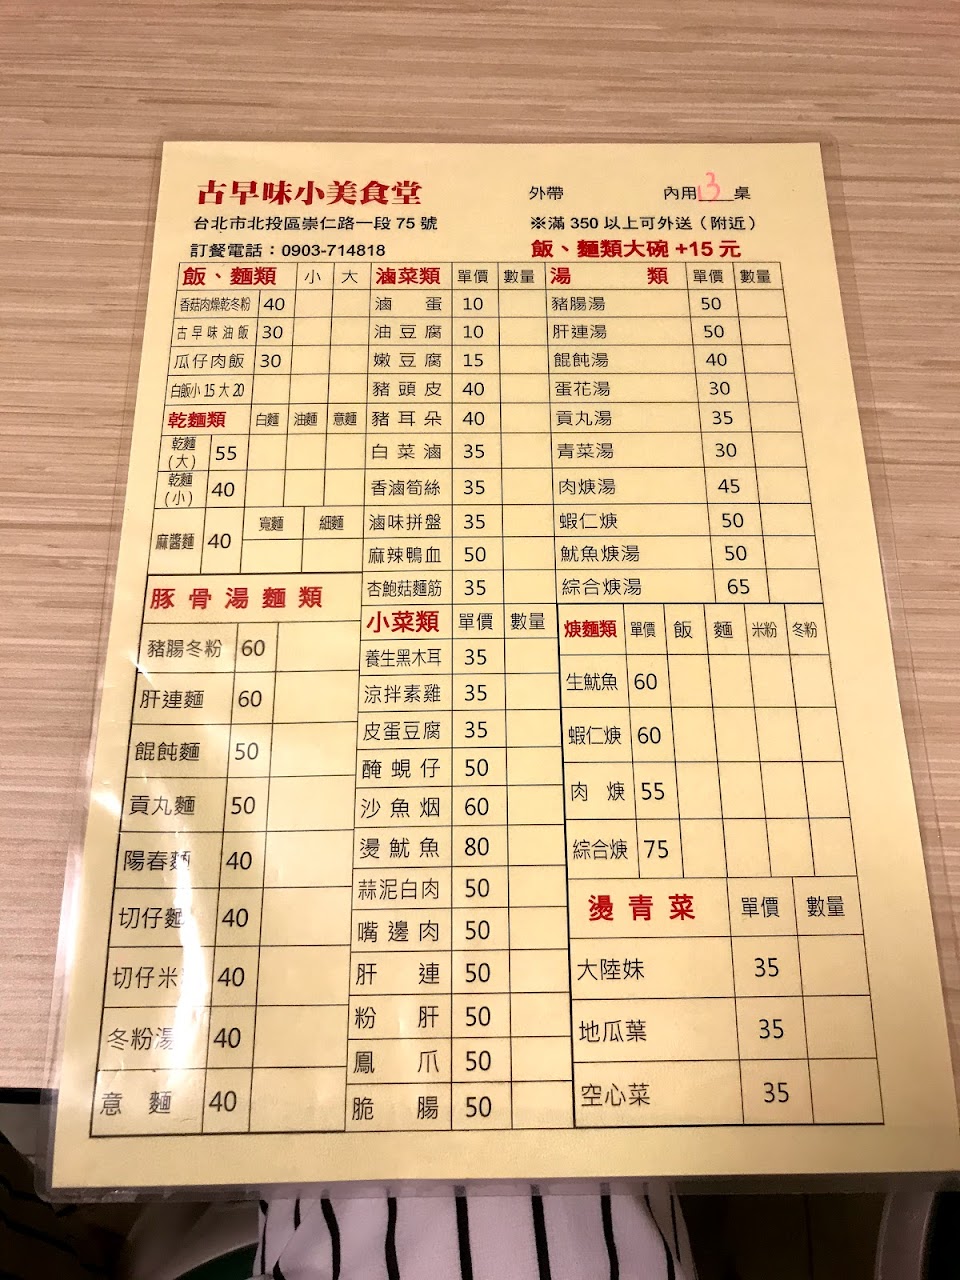 古早味小美食堂
外帶 內用 13 桌
台北市北投區崇仁路一段 75 號
※滿 350 以上可外送（附近）
訂餐電話：0903-714818
飯、麵類大碗 +15 元
飯、麵類 小 大
香菇肉燥乾冬粉 40
古早味油飯 30
瓜仔肉飯 30
白飯小 15 大 20
乾麵類 白麵 油麵 意麵
乾麵(大) 55
乾麵(小) 40
麻醬麵 40 寬麵 細麵
豚骨湯麵類
豬腸冬粉 60
肝連麵 60
餛飩麵 50
貢丸麵 50
陽春麵 40
切仔麵 40
切仔米 40
冬粉湯 40
意麵 40
滷菜類 單價 數量
滷蛋 10
油豆腐 10
嫩豆腐 15
豬頭皮 40
豬耳朵 40
白菜滷 35
香滷筍絲 35
滷味拼盤 35
麻辣鴨血 50
杏鮑菇麵筋 35
小菜類 單價 數量
養生黑木耳 35
涼拌素雞 35
皮蛋豆腐 35
醃蜆仔 50
沙魚烟 60
燙魷魚 80
蒜泥白肉 50
嘴邊肉 50
肝連 50
粉肝 50
鳳爪 50
脆腸 50
湯類 單價 數量
豬腸湯 50
肝連湯 50
餛飩湯 40
蛋花湯 30
貢丸湯 35
青菜湯 30
肉焿湯 45
蝦仁焿 50
魷魚焿湯 50
綜合焿湯 65
焿麵類 單價 飯 麵 米粉 冬粉
生魷魚 60
蝦仁焿 60
肉焿 55
綜合焿 75
燙青菜 單價 數量
大陸妹 35
地瓜葉 35
空心菜 35